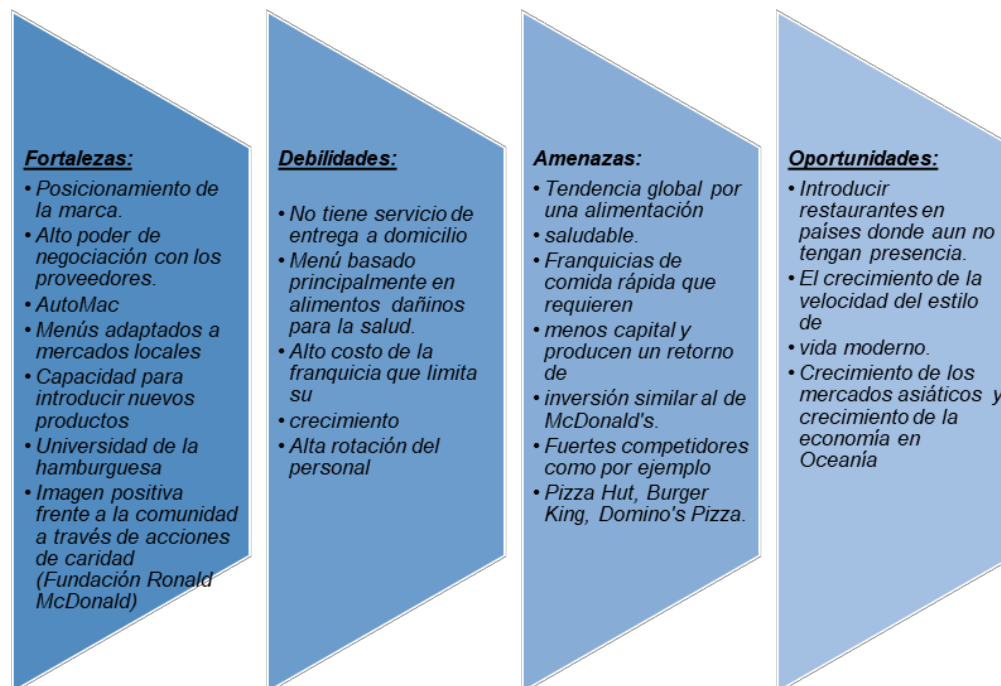 Fortalezas:
• Posicionamiento de
la marca.
• Alto poder de
negociación con los
proveedores.
• AutoMac
• Menús adaptados a
mercados locales
• Capacidad para
introducir nuevos
productos
• Universidad de la
hamburguesa
• Imagen positiva
frente a la comunidad
a través de acciones
de caridad
(Fundación Ronald
McDonald)
Debilidades:
• No tiene servicio de
entrega a domicilio
• Menú basado
principalmente en
alimentos dañinos
para la salud.
• Alto costo de la
franquicia que limita
su
• crecimiento
• Alta rotación del
personal
Amenazas:
• Tendencia global por
una alimentación
• saludable.
• Franquicias de
comida rápida que
requieren
• menos capital y
producen un retorno
de
• inversión similar al de
McDonald's.
• Fuertes competidores
como por ejemplo
• Pizza Hut, Burger
King, Domino's Pizza.
Oportunidades:
• Introducir
restaurantes en
países donde aun no
tengan presencia.
• El crecimiento de la
velocidad del estilo
de
• vida moderno.
• Crecimiento de los
mercados asiáticos y
crecimiento de la
economía en
Oceanía